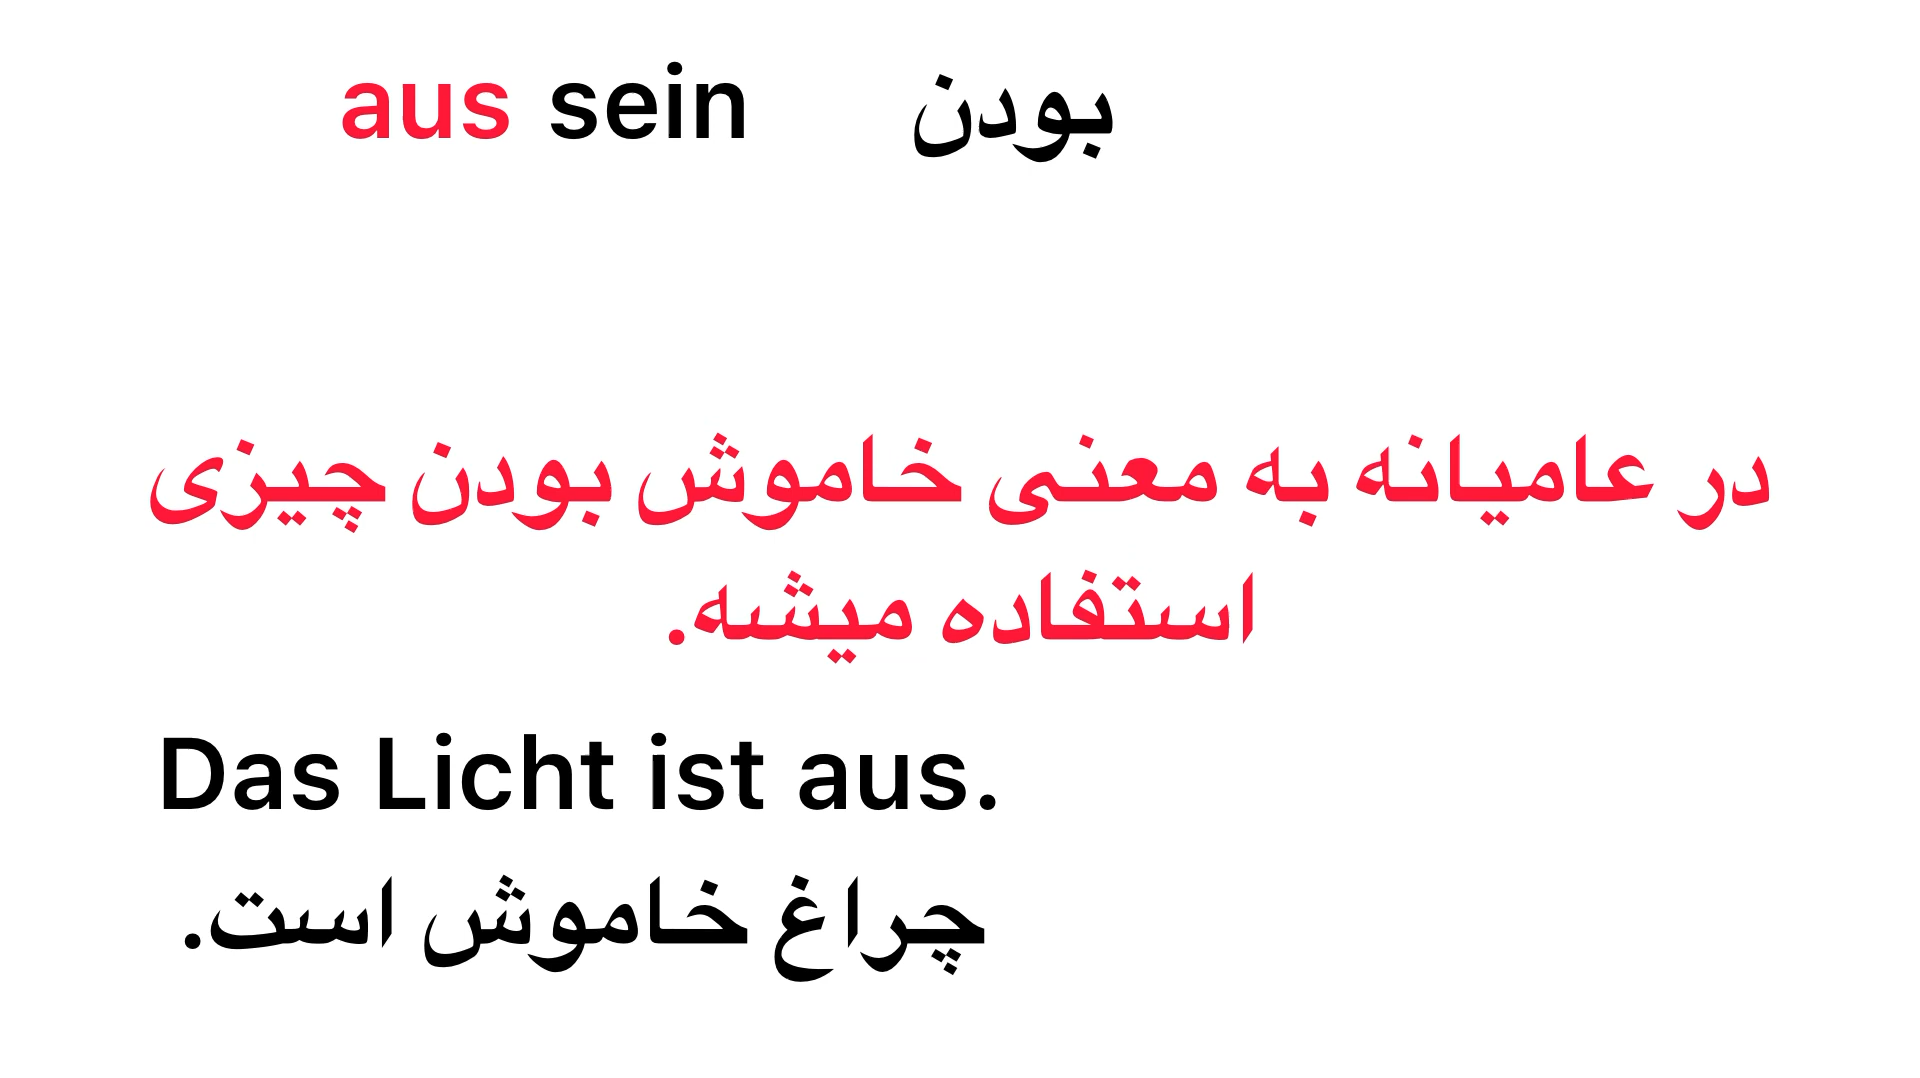 aus sein بودن
در عامیانه به معنی خاموش بودن چیزی
استفاده میشه.
Das Licht ist aus.
چراغ خاموش است.